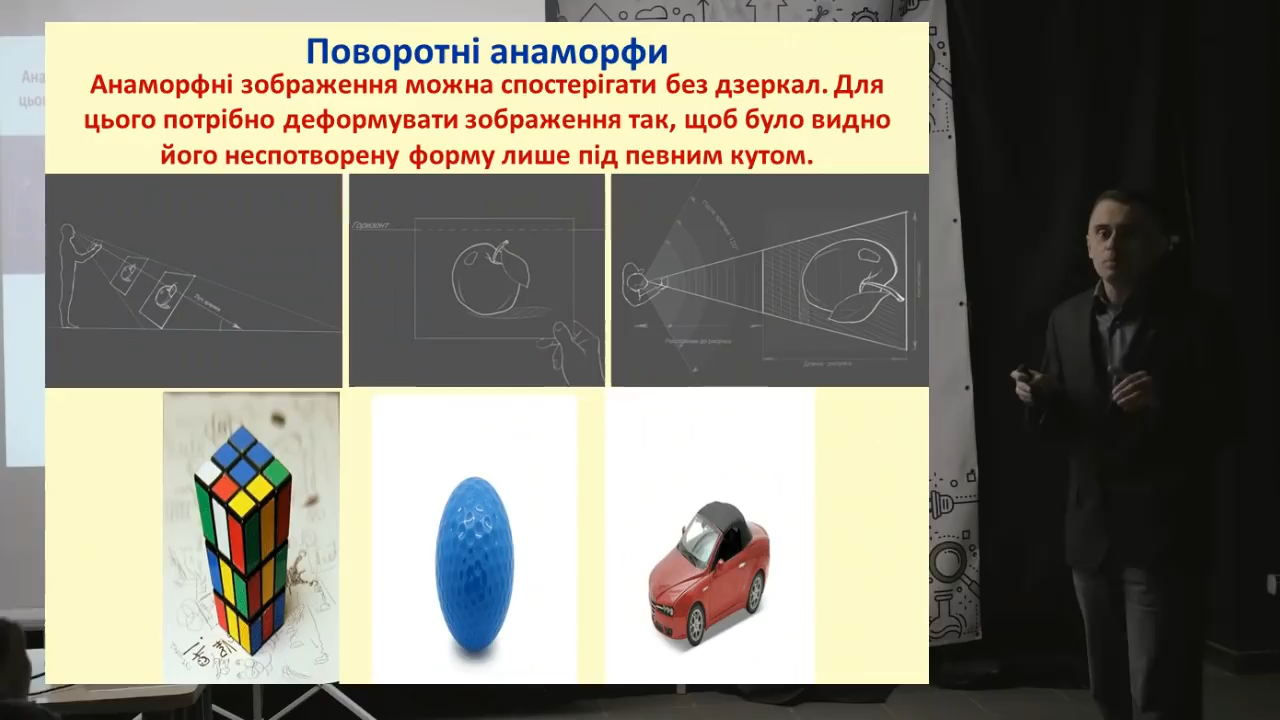 Поворотні анаморфи
Анаморфні зображення можна спостерігати без дзеркал. Для
цього потрібно деформувати зображення так, щоб було видно
його неспотворену форму лише під певним кутом.
Горизонт